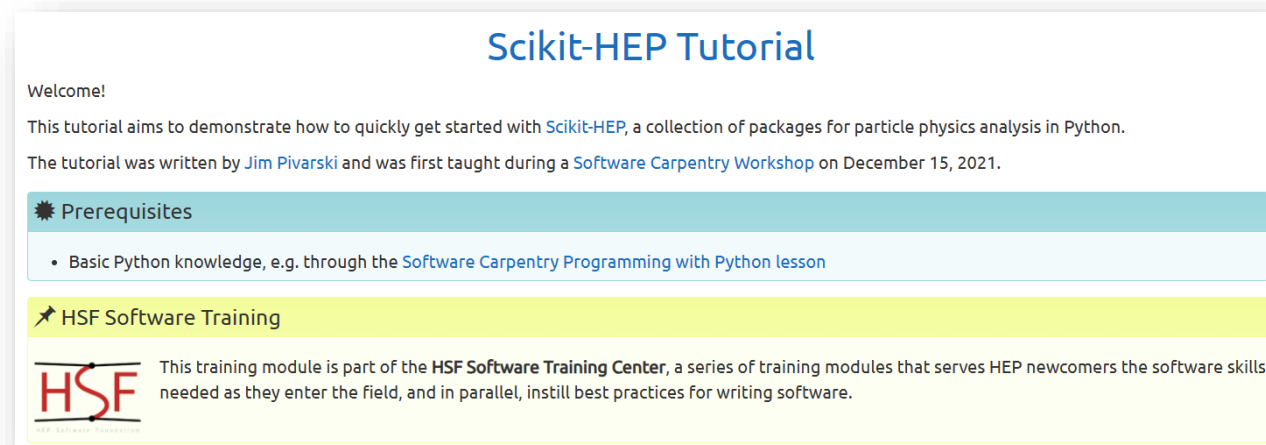 Scikit-HEP Tutorial
Welcome!
This tutorial aims to demonstrate how to quickly get started with Scikit-HEP, a collection of packages for particle physics analysis in Python.
The tutorial was written by Jim Pivarski and was first taught during a Software Carpentry Workshop on December 15, 2021.
Prerequisites
• Basic Python knowledge, e.g. through the Software Carpentry Programming with Python lesson
HSF Software Training
HSF
HEP Software Foundation
This training module is part of the HSF Software Training Center, a series of training modules that serves HEP newcomers the software skills
needed as they enter the field, and in parallel, instill best practices for writing software.